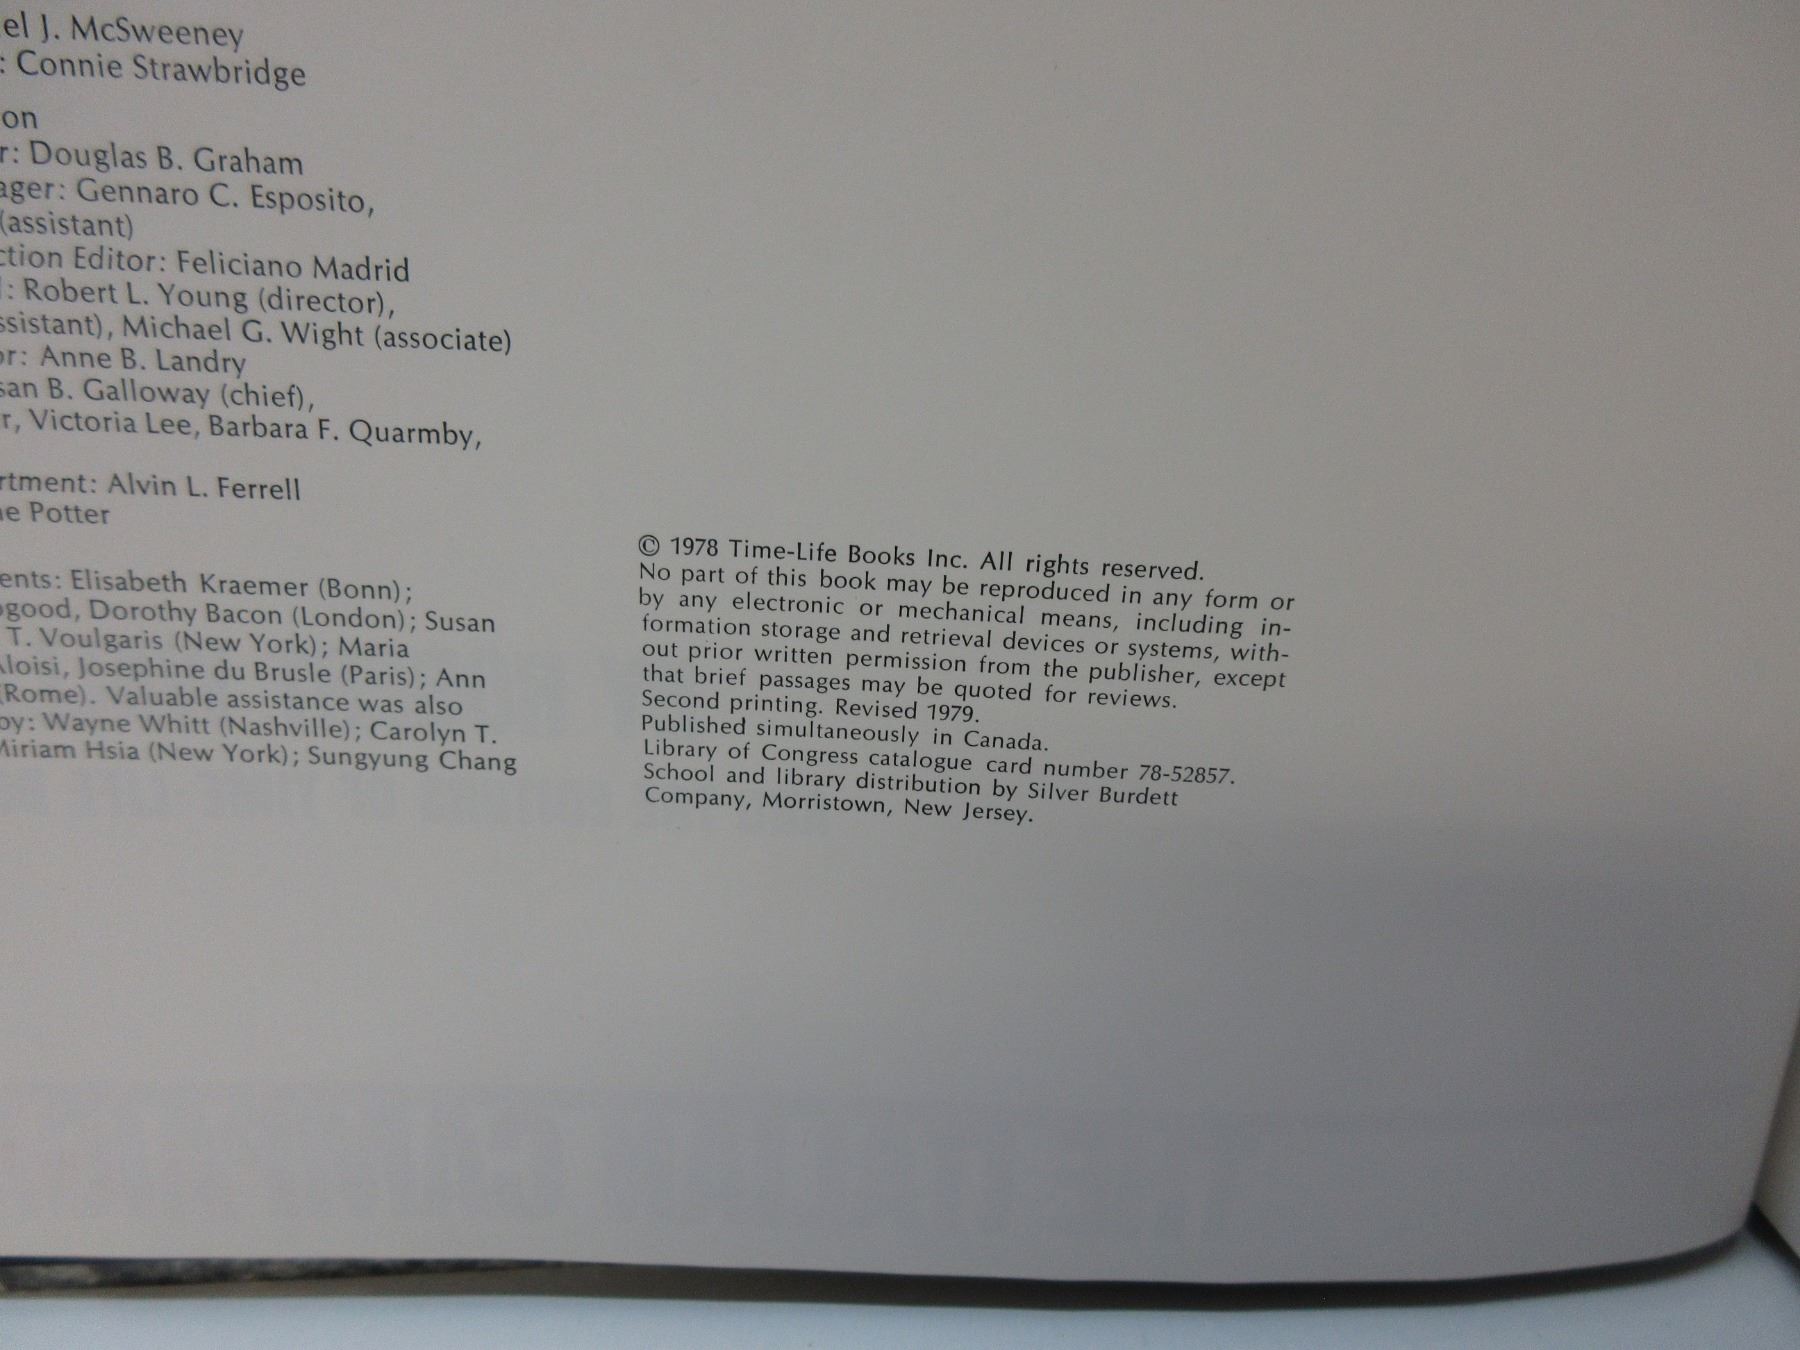 el J. McSweeney
: Connie Strawbridge
on
r: Douglas B. Graham
ager: Gennaro C. Esposito,
(assistant)
ction Editor: Feliciano Madrid
: Robert L. Young (director),
ssistant), Michael G. Wight (associate)
or: Anne B. Landry
san B. Galloway (chief),
r, Victoria Lee, Barbara F. Quarmby,
rtment: Alvin L. Ferrell
ne Potter
ents: Elisabeth Kraemer (Bonn);
ogood, Dorothy Bacon (London); Susan
T. Voulgaris (New York); Maria
Aloisi, Josephine du Brusle (Paris); Ann
(Rome). Valuable assistance was also
by: Wayne Whitt (Nashville); Carolyn T.
Miriam Hsia (New York); Sungyung Chang
© 1978 Time-Life Books Inc. All rights reserved.
No part of this book may be reproduced in any form or
by any electronic or mechanical means, including in-
formation storage and retrieval devices or systems, with-
out prior written permission from the publisher, except
that brief passages may be quoted for reviews.
Second printing. Revised 1979.
Published simultaneously in Canada.
Library of Congress catalogue card number 78-52857.
School and library distribution by Silver Burdett
Company, Morristown, New Jersey.